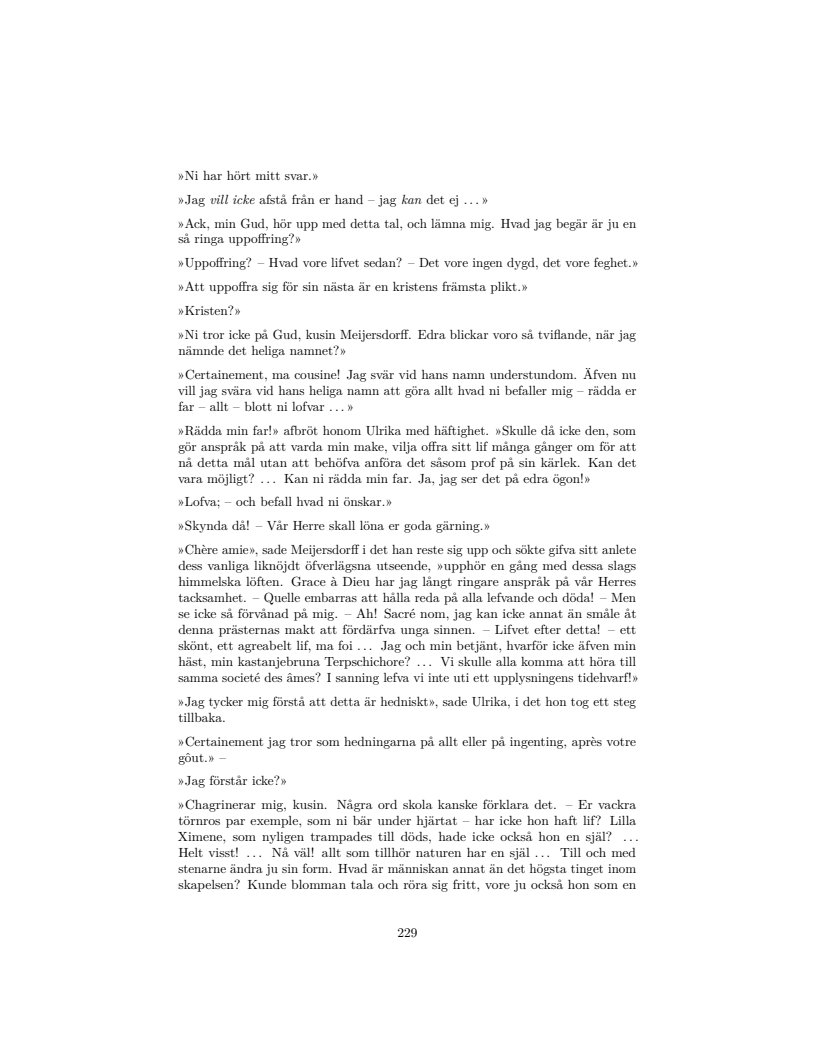 »Ni har hört mitt svar.»
»Jag vill icke afstå från er hand – jag kan det ej ...»
»Ack, min Gud, hör upp med detta tal, och lämna mig. Hvad jag begär är ju en
så ringa uppoffring?»
»Uppoffring? – Hvad vore lifvet sedan? – Det vore ingen dygd, det vore feghet.»
»Att uppoffra sig för sin nästa är en kristens främsta plikt.»
»Kristen?»
»Ni tror icke på Gud, kusin Meijersdorff. Edra blickar voro så tviflande, när jag
nämnde det heliga namnet?»
»Certainement, ma cousine! Jag svär vid hans namn understundom. Äfven nu
vill jag svära vid hans heliga namn att göra allt hvad ni befaller mig – rädda er
far – allt – blott ni lofvar ...»
»Rädda min far!» afbröt honom Ulrika med häftighet. »Skulle då icke den, som
gör anspråk på att varda min make, vilja offra sitt lif många gånger om för att
nå detta mål utan att behöfva anföra det såsom prof på sin kärlek. Kan det
vara möjligt? ... Kan ni rädda min far. Ja, jag ser det på edra ögon!»
»Lofva; – och befall hvad ni önskar.»
»Skynda då! – Vår Herre skall löna er goda gärning.»
»Chère amie», sade Meijersdorff i det han reste sig upp och sökte gifva sitt anlete
dess vanliga liknöjdt öfverlägsna utseende, »upphör en gång med dessa slags
himmelska löften. Grace à Dieu har jag långt ringare anspråk på vår Herres
tacksamhet. – Quelle embarras att hålla reda på alla lefvande och döda! – Men
se icke så förvånad på mig. – Ah! Sacré nom, jag kan icke annat än småle åt
denna prästernas makt att fördärfva unga sinnen. – Lifvet efter detta! – ett
skönt, ett agreabelt lif, ma foi ... Jag och min betjänt, hvarför icke äfven min
häst, min kastanjebruna Terpschichore? ... Vi skulle alla komma att höra till
samma societé des âmes? I sanning lefva vi inte uti ett upplysningens tidehvarf!»
»Jag tycker mig förstå att detta är hedniskt», sade Ulrika, i det hon tog ett steg
tillbaka.
»Certainement jag tror som hedningarna på allt eller på ingenting, après votre
gôut.» –
»Jag förstår icke?»
»Chagrinerar mig, kusin. Några ord skola kanske förklara det. – Er vackra
törnros par exemple, som ni bär under hjärtat – har icke hon haft lif? Lilla
Ximene, som nyligen trampades till döds, hade icke också hon en själ? ...
Helt visst! ... Nå väl! allt som tillhör naturen har en själ ... Till och med
stenarne ändra ju sin form. Hvad är människan annat än det högsta tinget inom
skapelsen? Kunde blomman tala och röra sig fritt, vore ju också hon som en
229